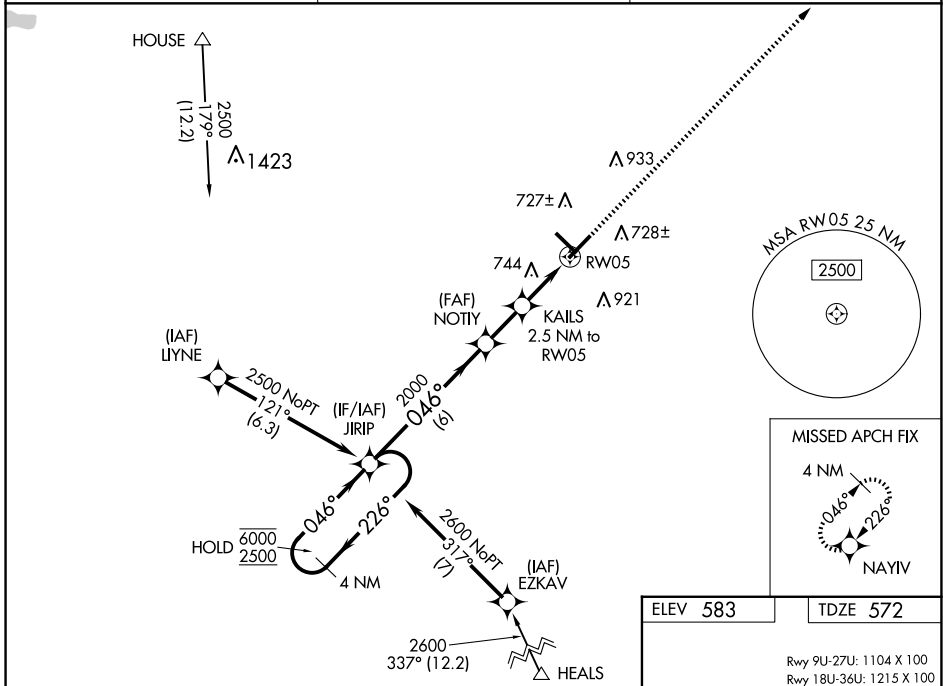 HOUSE
2500
179°
(12.2)
1423
933
727±
728±
RW05
744
921
MSA RW05 25 NM
2500
(FAF)
NOTIY
KAILS
2.5 NM to
RW05
(IAF)
LIYNE
2500 NoPT
121°
(6.3)
(IF/IAF)
JIRIP
2000
046°
(6)
MISSED APCH FIX
4 NM
046°
226°
NAYIV
046°
226°
HOLD
6000
2500
4 NM
2600 NoPT
317°
(7)
(IAF)
EZKAV
2600
337° (12.2)
HEALS
ELEV 583
TDZE 572
Rwy 9U-27U: 1104 X 100
Rwy 18U-36U: 1215 X 100